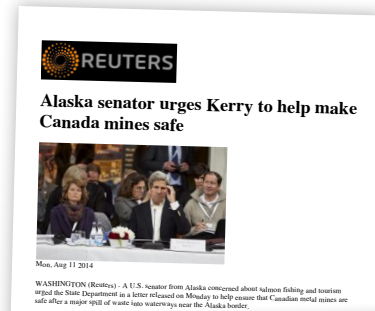 REUTERS
Alaska senator urges Kerry to help make
Canada mines safe
Mon, Aug 11 2014
WASHINGTON (Reuters) - A U.S. senator from Alaska concerned about salmon fishing and tourism
urged the State Department in a letter released on Monday to help ensure that Canadian metal mines are
safe after a major spill of waste into waterways near the Alaska border.